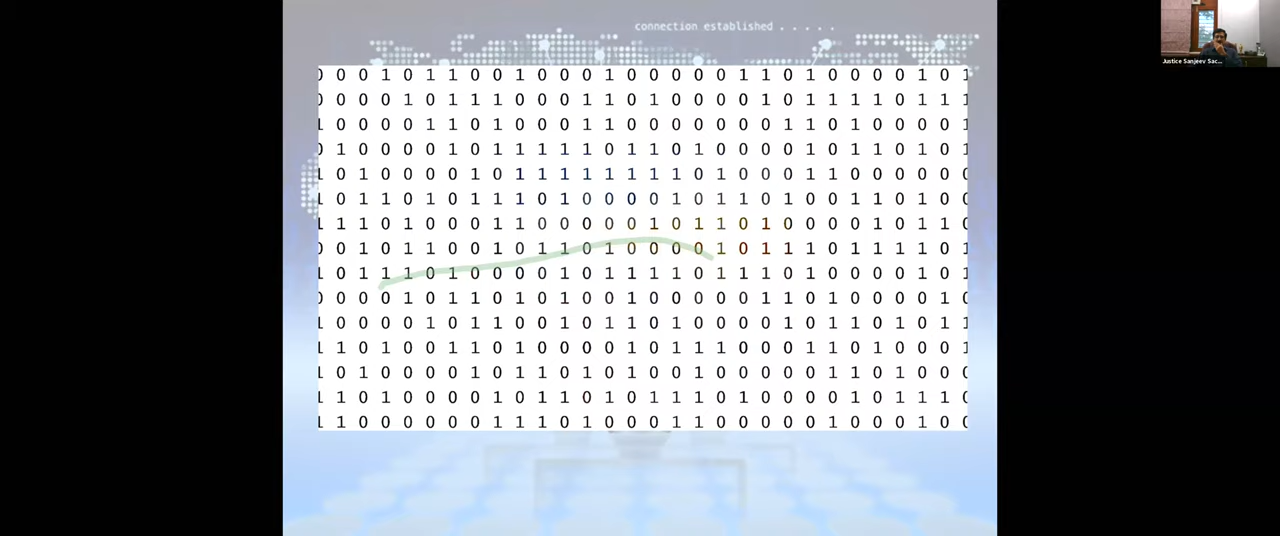 connection established . . . . .
Justice Sanjeev Sac...
0 0 0 1 0 1 1 0 0 1 0 0 0 1 0 0 0 0 0 1 1 0 1 0 0 0 0 1 0 1
0 0 0 0 1 0 1 1 1 0 0 0 1 1 0 1 0 0 0 0 1 0 1 1 1 1 0 1 1 1
1 0 0 0 0 1 1 0 1 0 0 0 1 1 0 0 0 0 0 0 0 1 1 0 1 0 0 0 0 1
0 1 0 0 0 0 1 0 1 1 1 1 1 0 1 1 0 1 0 0 0 0 1 0 1 1 0 1 0 1
1 0 1 0 0 0 0 1 0 1 1 1 1 1 1 1 1 0 1 0 0 0 1 1 0 0 0 0 0 0
1 0 1 1 0 1 0 1 1 1 0 1 0 0 0 0 1 0 1 1 0 1 0 0 1 1 0 1 0
1 1 1 0 1 0 0 0 1 1 0 0 0 0 0 1 0 1 1 1 0 1 0 0 0 1 0 1 1 0
0 0 1 0 1 1 0 0 1 0 1 1 0 1 0 0 0 0 1 0 1 1 1 0 1 1 1 1 0 1
1 0 1 1 1 0 1 0 0 0 0 1 0 1 1 1 1 0 1 1 1 0 1 0 0 0 0 1 0 1
0 0 0 0 1 0 1 1 0 1 0 1 0 0 1 0 0 0 0 0 1 1 0 1 0 0 0 0 1 0
1 0 0 0 0 1 0 1 1 0 0 1 0 1 1 0 1 0 0 0 0 1 0 1 1 0 1 0 1 1
1 1 0 1 0 0 1 1 0 1 0 0 0 0 1 0 1 1 1 0 0 0 1 1 0 1 0 0 0 1
1 0 1 0 0 0 0 1 0 1 1 0 1 0 0 1 0 1 0 0 0 0 0 1 1 0 1 0 0 0
1 1 0 1 0 0 0 0 1 0 1 1 0 1 0 1 1 1 0 1 0 0 0 0 1 0 1 1 1 0
1 1 0 0 0 0 0 0 1 1 1 0 1 0 0 0 1 1 0 0 0 0 0 1 0 0 0 1 0 0